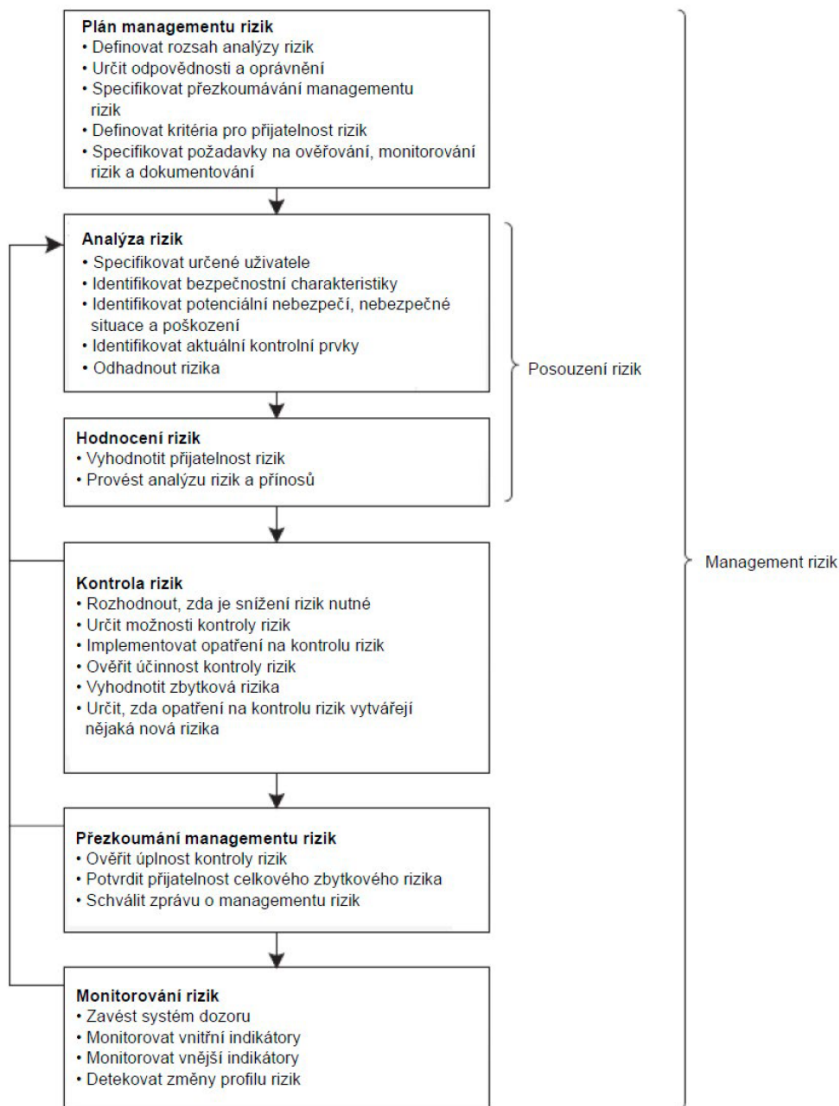 Plán managementu rizik
• Definovat rozsah analýzy rizik
• Určit odpovědnosti a oprávnění
• Specifikovat přezkoumávání managementu
rizik
• Definovat kritéria pro přijatelnost rizik
• Specifikovat požadavky na ověřování, monitorování
rizik a dokumentování
Analýza rizik
• Specifikovat určené uživatele
• Identifikovat bezpečnostní charakteristiky
• Identifikovat potenciální nebezpečí, nebezpečné
situace a poškození
• Identifikovat aktuální kontrolní prvky
• Odhadnout rizika
Posouzení rizik
Hodnocení rizik
• Vyhodnotit přijatelnost rizik
• Provést analýzu rizik a přínosů
Management rizik
Kontrola rizik
• Rozhodnout, zda je snížení rizik nutné
• Určit možnosti kontroly rizik
• Implementovat opatření na kontrolu rizik
• Ověřit účinnost kontroly rizik
• Vyhodnotit zbytková rizika
• Určit, zda opatření na kontrolu rizik vytvářejí
nějaká nová rizika
Přezkoumání managementu rizik
• Ověřit úplnost kontroly rizik
• Potvrdit přijatelnost celkového zbytkového rizika
• Schválit zprávu o managementu rizik
Monitorování rizik
• Zavést systém dozoru
• Monitorovat vnitřní indikátory
• Monitorovat vnější indikátory
• Detekovat změny profilu rizik